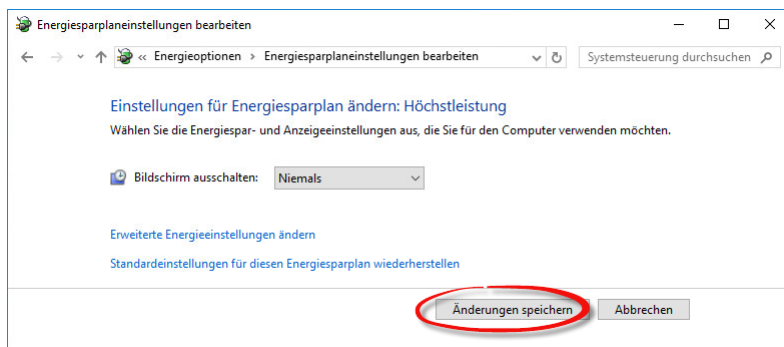 Energiesparplaneinstellungen bearbeiten
« Energieoptionen > Energiesparplaneinstellungen bearbeiten
Systemsteuerung durchsuchen
Einstellungen für Energiesparplan ändern: Höchstleistung
Wählen Sie die Energiespar- und Anzeigeeinstellungen aus, die Sie für den Computer verwenden möchten.
Bildschirm ausschalten: Niemals
Erweiterte Energieeinstellungen ändern
Standardeinstellungen für diesen Energiesparplan wiederherstellen
Änderungen speichern Abbrechen